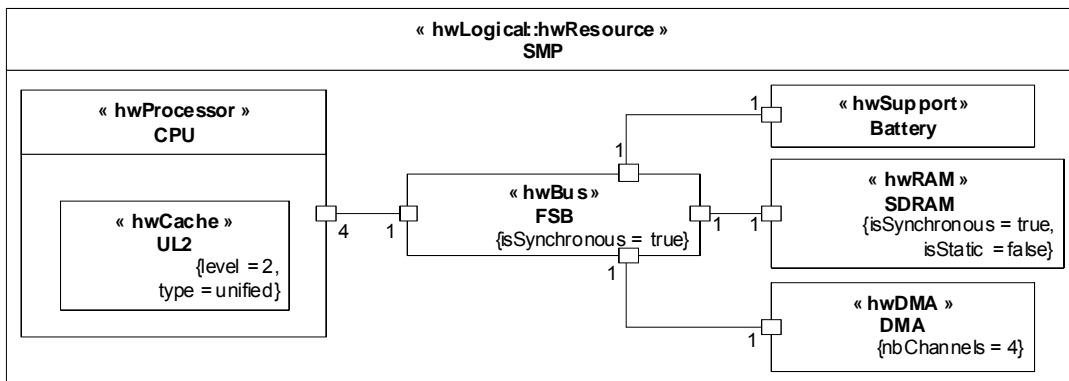 « hwLogical::hwResource »
SMP
« hwProcessor »
CPU
« hwCache »
UL2
{level = 2,
type = unified}
4
1
« hwBus »
FSB
{isSynchronous = true}
1
1
1
1
« hwSupport»
Battery
1
« hwRAM »
SDRAM
{isSynchronous = true,
isStatic = false}
1
« hwDMA »
DMA
{nbChannels = 4}